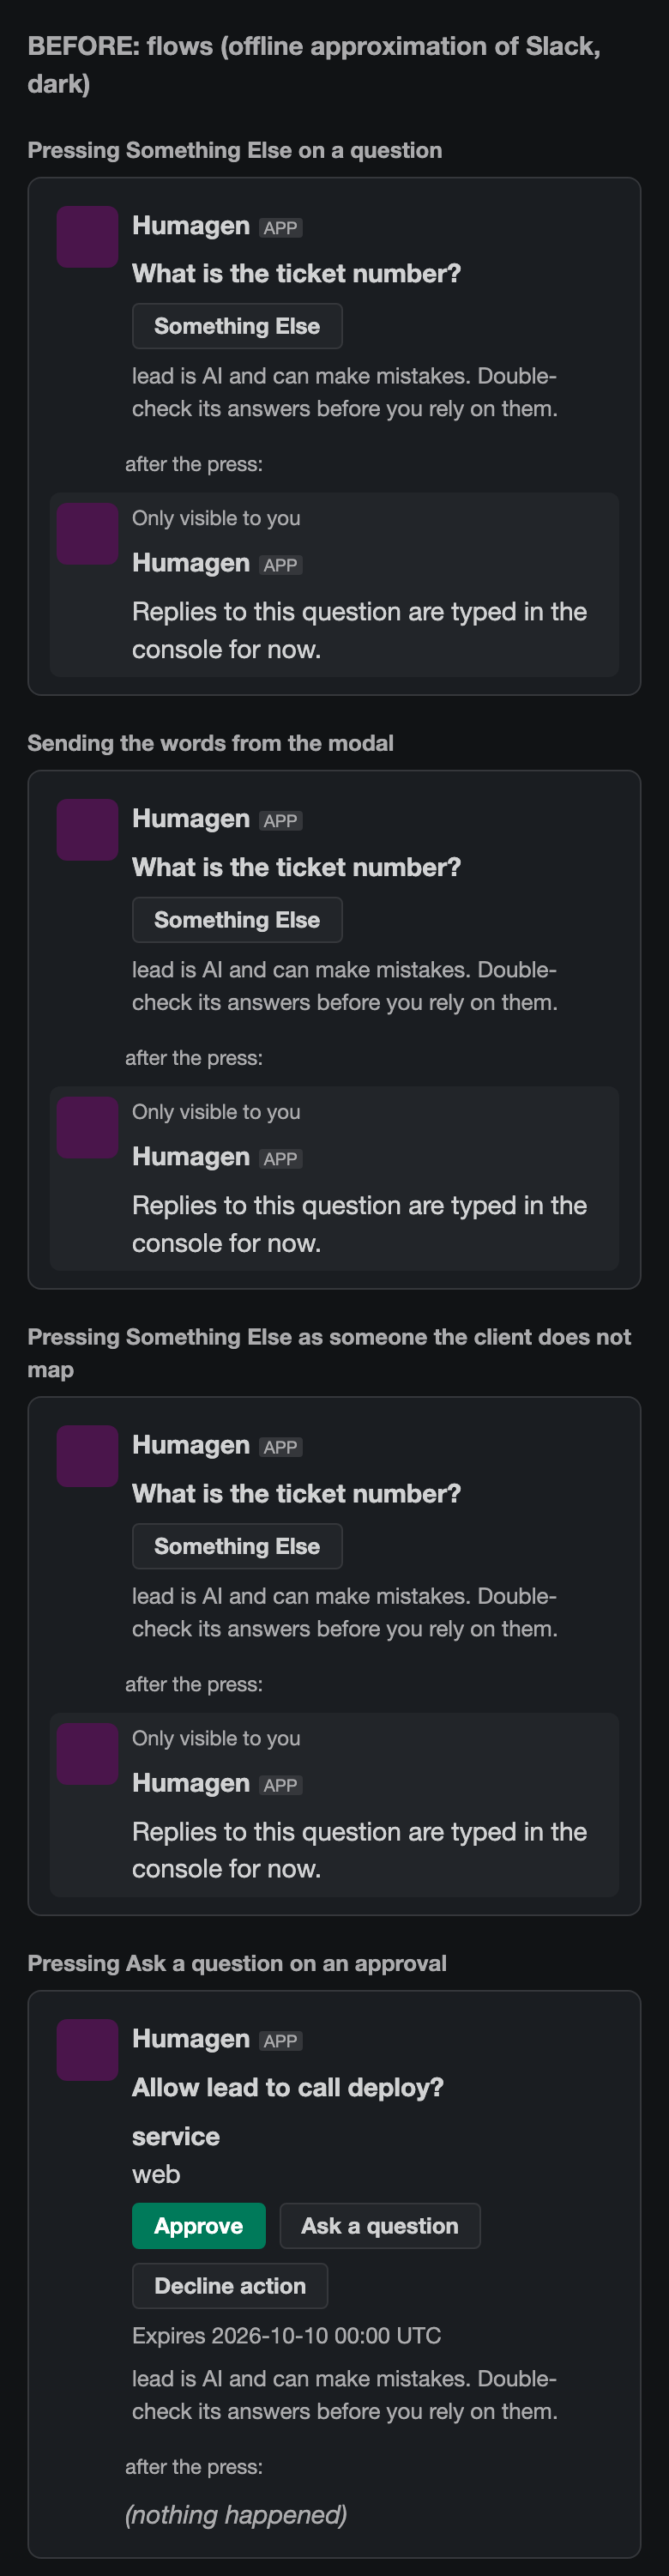 BEFORE: flows (offline approximation of Slack,
dark)
Pressing Something Else on a question
Humagen APP
What is the ticket number?
Something Else
lead is AI and can make mistakes. Double-
check its answers before you rely on them.
after the press:
Only visible to you
Humagen APP
Replies to this question are typed in the
console for now.
Sending the words from the modal
Humagen APP
What is the ticket number?
Something Else
lead is AI and can make mistakes. Double-
check its answers before you rely on them.
after the press:
Only visible to you
Humagen APP
Replies to this question are typed in the
console for now.
Pressing Something Else as someone the client does not
map
Humagen APP
What is the ticket number?
Something Else
lead is AI and can make mistakes. Double-
check its answers before you rely on them.
after the press:
Only visible to you
Humagen APP
Replies to this question are typed in the
console for now.
Pressing Ask a question on an approval
Humagen APP
Allow lead to call deploy?
service
web
Approve Ask a question
Decline action
Expires 2026-10-10 00:00 UTC
lead is AI and can make mistakes. Double-
check its answers before you rely on them.
after the press:
(nothing happened)